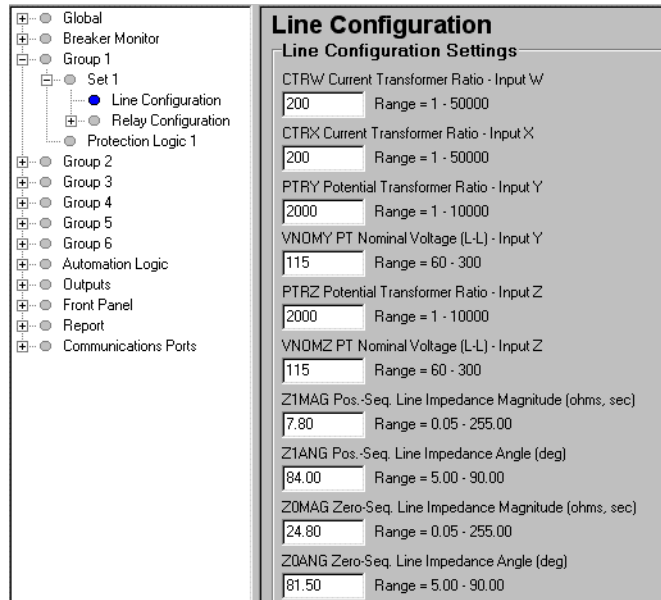 Global
Breaker Monitor
Group 1
Set 1
Line Configuration
Relay Configuration
Protection Logic 1
Group 2
Group 3
Group 4
Group 5
Group 6
Automation Logic
Outputs
Front Panel
Report
Communications Ports
Line Configuration
Line Configuration Settings
CTRW Current Transformer Ratio - Input W
200 Range = 1 - 50000
CTRX Current Transformer Ratio - Input X
200 Range = 1 - 50000
PTRY Potential Transformer Ratio - Input Y
2000 Range = 1 - 10000
VNOMY PT Nominal Voltage (L-L) - Input Y
115 Range = 60 - 300
PTRZ Potential Transformer Ratio - Input Z
2000 Range = 1 - 10000
VNOMZ PT Nominal Voltage (L-L) - Input Z
115 Range = 60 - 300
Z1MAG Pos.-Seq. Line Impedance Magnitude (ohms, sec)
7.80 Range = 0.05 - 255.00
Z1ANG Pos.-Seq. Line Impedance Angle (deg)
84.00 Range = 5.00 - 90.00
Z0MAG Zero-Seq. Line Impedance Magnitude (ohms, sec)
24.80 Range = 0.05 - 255.00
Z0ANG Zero-Seq. Line Impedance Angle (deg)
81.50 Range = 5.00 - 90.00